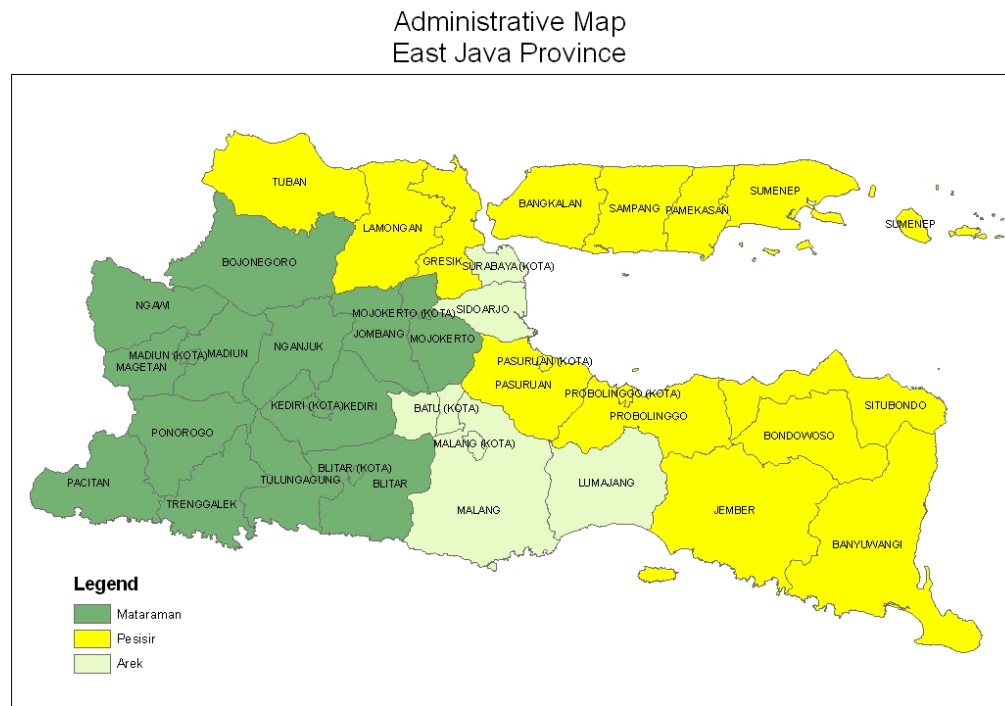 Administrative Map
East Java Province
TUBAN
LAMONGAN
BANGKALAN
SAMPANG
PAMEKASAN
SUMENEP
SUMENEP
BOJONEGORO
GRESIK
SURABAYA (KOTA)
NGAWI
MOJOKERTO (KOTA)
SIDOARJO
JOMBANG
MOJOKERTO
NGANJUK
MADIUN (KOTA)
MADIUN
MAGETAN
PASURUAN (KOTA)
PASURUAN
PROBOLINGGO (KOTA)
PROBOLINGGO
SITUBONDO
KEDIRI (KOTA)
KEDIRI
BATU (KOTA)
PONOROGO
MALANG (KOTA)
BONDOWOSO
BLITAR (KOTA)
PACITAN
TULUNGAGUNG
BLITAR
LUMAJANG
TRENGGALEK
MALANG
JEMBER
BANYUWANGI
Legend
Mataraman
Pesisir
Arek